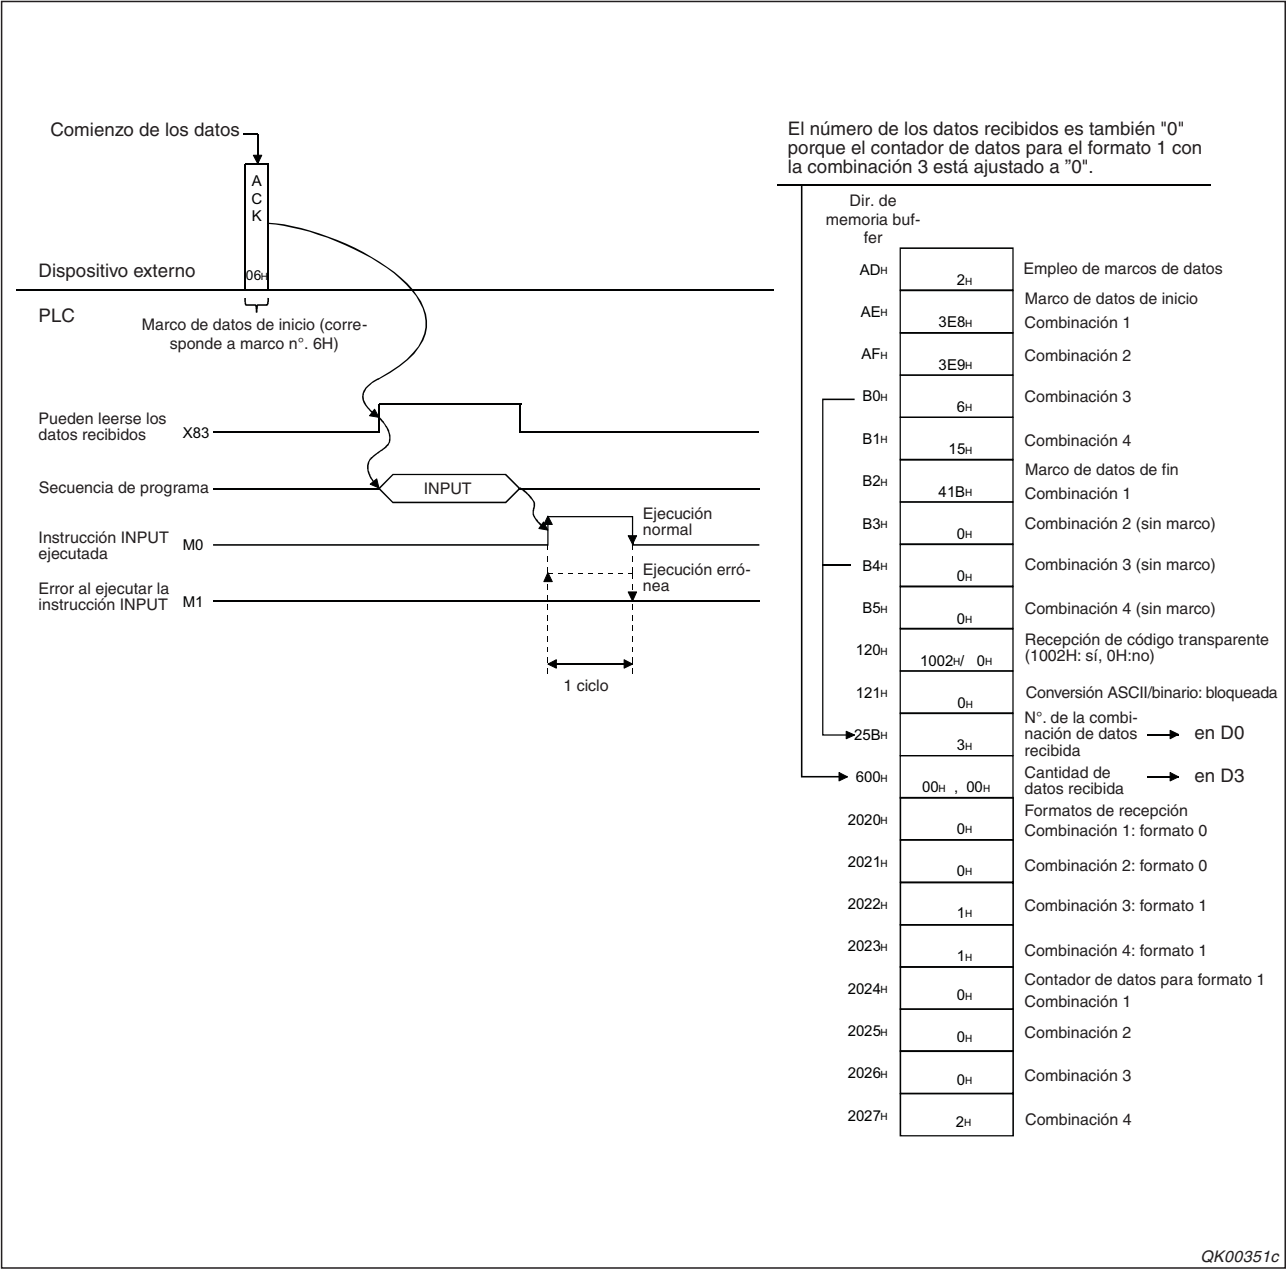 Comienzo de los datos
A
C
K
06H
Dispositivo externo
PLC
Marco de datos de inicio (corre-
sponde a marco n°. 6H)
Pueden leerse los
datos recibidos X83
Secuencia de programa
INPUT
Instrucción INPUT
ejecutada M0
Ejecución
normal
Error al ejecutar la
instrucción INPUT M1
Ejecución erró-
nea
1 ciclo
El número de los datos recibidos es también "0"
porque el contador de datos para el formato 1 con
la combinación 3 está ajustado a ”0".
Dir. de
memoria buf-
fer
ADH 2H Empleo de marcos de datos
Marco de datos de inicio
AEH 3E8H Combinación 1
AFH 3E9H Combinación 2
B0H 6H Combinación 3
B1H 15H Combinación 4
Marco de datos de fin
B2H 41BH Combinación 1
B3H 0H Combinación 2 (sin marco)
B4H 0H Combinación 3 (sin marco)
B5H 0H Combinación 4 (sin marco)
Recepción de código transparente
120H 1002H/ 0H (1002H: sí, 0H:no)
121H 0H Conversión ASCII/binario: bloqueada
N°. de la combi-
25BH 3H nación de datos en D0
recibida
600H 00H , 00H Cantidad de en D3
datos recibida
Formatos de recepción
2020H 0H Combinación 1: formato 0
2021H 0H Combinación 2: formato 0
2022H 1H Combinación 3: formato 1
2023H 1H Combinación 4: formato 1
Contador de datos para formato 1
2024H 0H Combinación 1
2025H 0H Combinación 2
2026H 0H Combinación 3
2027H 2H Combinación 4
QK00351c